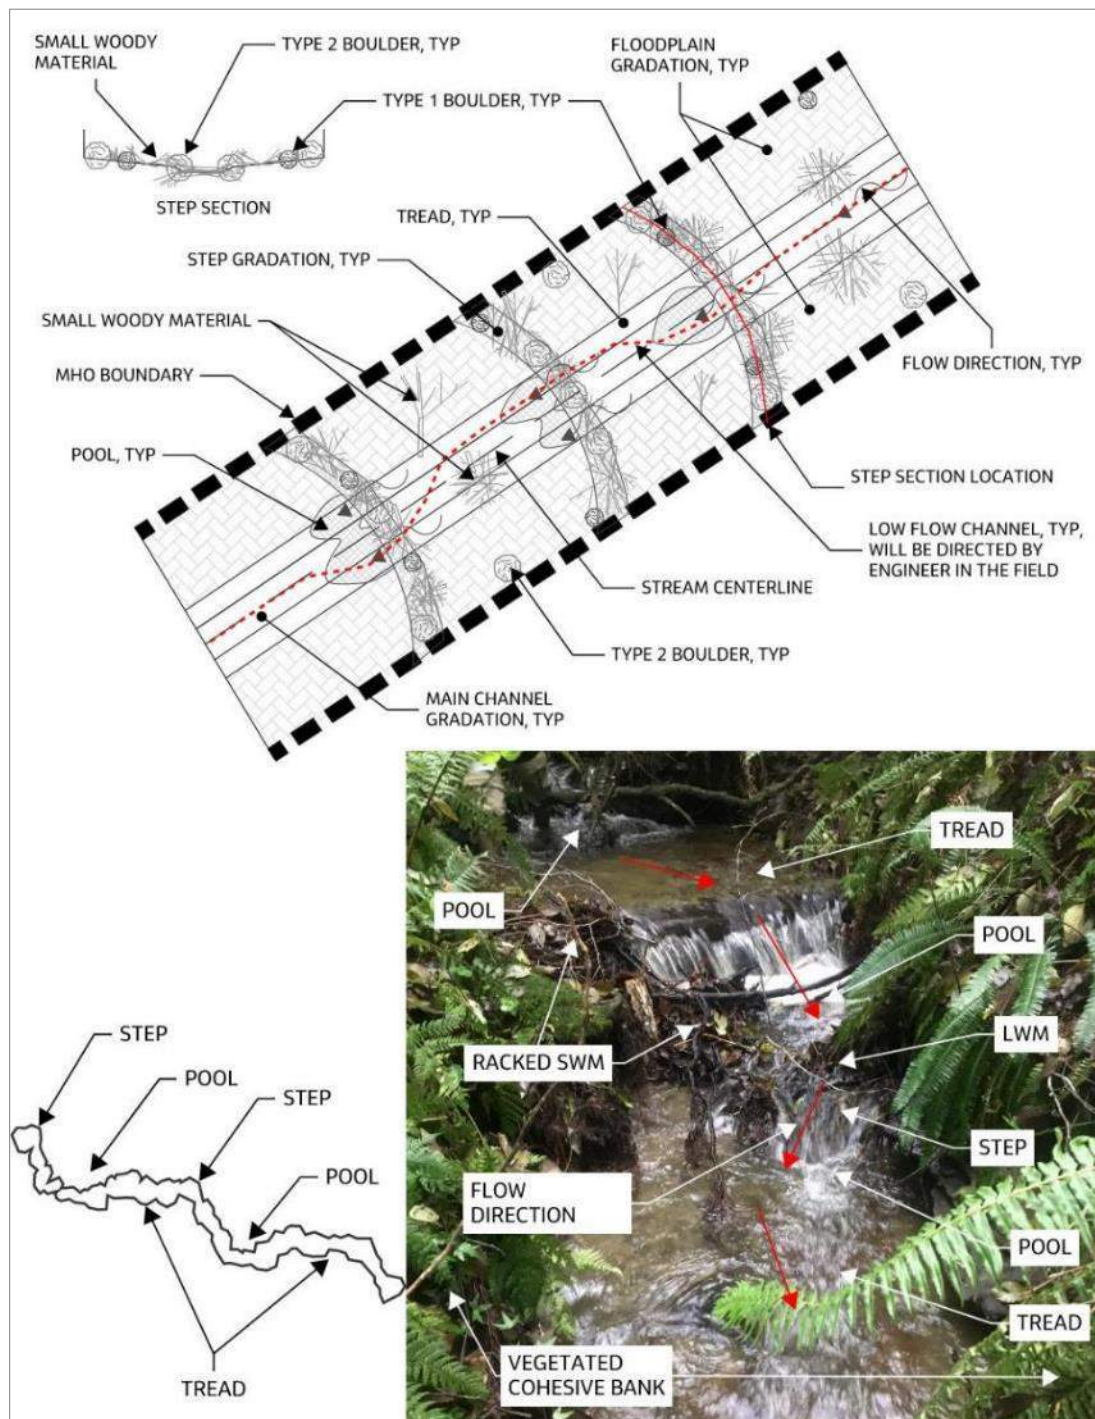 SMALL WOODY
MATERIAL
TYPE 2 BOULDER, TYP
TYPE 1 BOULDER, TYP
STEP SECTION
FLOODPLAIN
GRADATION, TYP
TREAD, TYP
STEP GRADATION, TYP
SMALL WOODY MATERIAL
MHO BOUNDARY
POOL, TYP
FLOW DIRECTION, TYP
STEP SECTION LOCATION
LOW FLOW CHANNEL, TYP,
WILL BE DIRECTED BY
ENGINEER IN THE FIELD
STREAM CENTERLINE
TYPE 2 BOULDER, TYP
MAIN CHANNEL
GRADATION, TYP
STEP
POOL
STEP
POOL
TREAD
TREAD
POOL
POOL
RACKED SWM
LWM
STEP
FLOW
DIRECTION
POOL
TREAD
VEGETATED
COHESIVE BANK